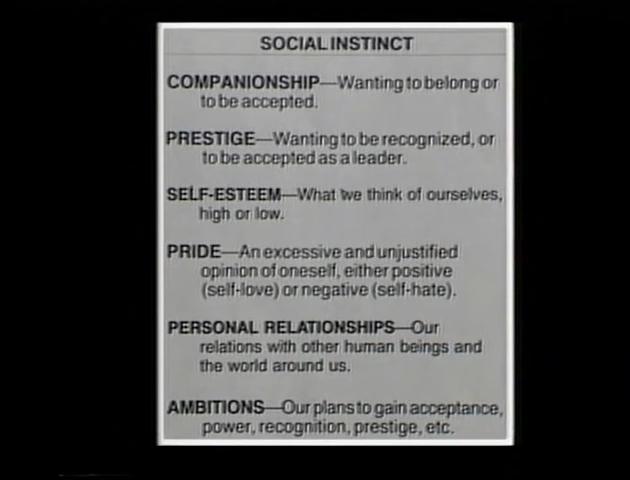 SOCIAL INSTINCT
COMPANIONSHIP—Wanting to belong or
to be accepted.
PRESTIGE—Wanting to be recognized, or
to be accepted as a leader.
SELF-ESTEEM—What we think of ourselves,
high or low.
PRIDE—An excessive and unjustified
opinion of oneself, either positive
(self-love) or negative (self-hate).
PERSONAL RELATIONSHIPS—Our
relations with other human beings and
the world around us.
AMBITIONS—Our plans to gain acceptance,
power, recognition, prestige, etc.